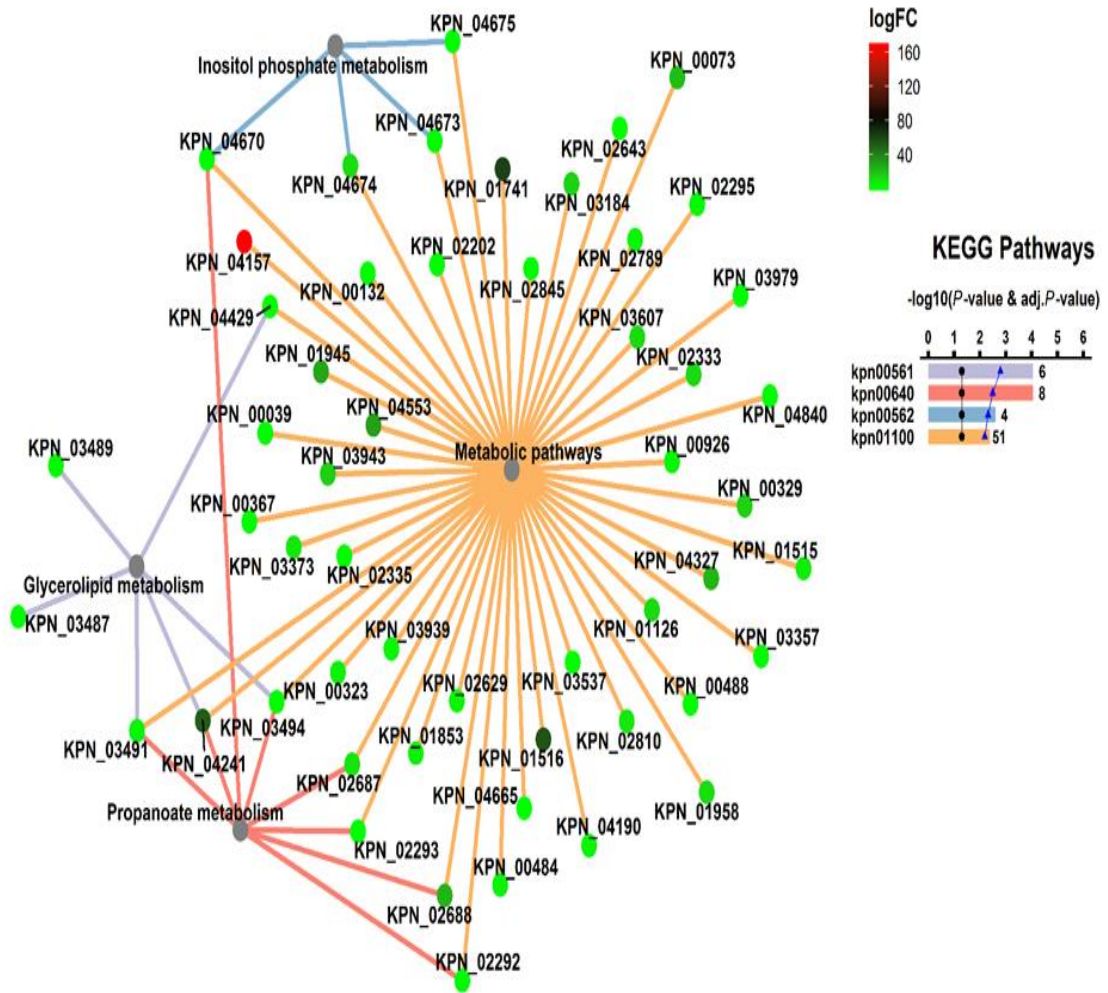 KPN_04675
logFC
Inositol phosphate metabolism
KPN_00073
160
120
80
40
KPN_04670
KPN_04673
KPN_02643
KPN_04674
KPN_01741
KPN_03184
KPN_02295
KPN_04157
KPN_02202
KPN_02789
KPN_00132
KPN_02845
KPN_03979
KPN_04429
KPN_03607
KPN_01945
KPN_02333
KPN_00039
KPN_04553
KPN_04840
KPN_03489
KPN_03943
Metabolic pathways
KPN_00926
KPN_00367
KPN_00329
KPN_03373
KPN_02335
KPN_04327
KPN_01515
Glycerolipid metabolism
KPN_03487
KPN_03939
KPN_01126
KPN_03357
KPN_00323
KPN_02629
KPN_03537
KPN_00488
KPN_03491
KPN_03494
KPN_04241
KPN_01853
KPN_01516
KPN_02810
KPN_02687
KPN_04665
KPN_01958
Propanoate metabolism
KPN_02293
KPN_04190
KPN_00484
KPN_02688
KPN_02292
KEGG Pathways
-log10(P-value & adj.P-value)
0 1 2 3 4 5 6
kpn00561 6
kpn00640 8
kpn00562 4
kpn01100 51